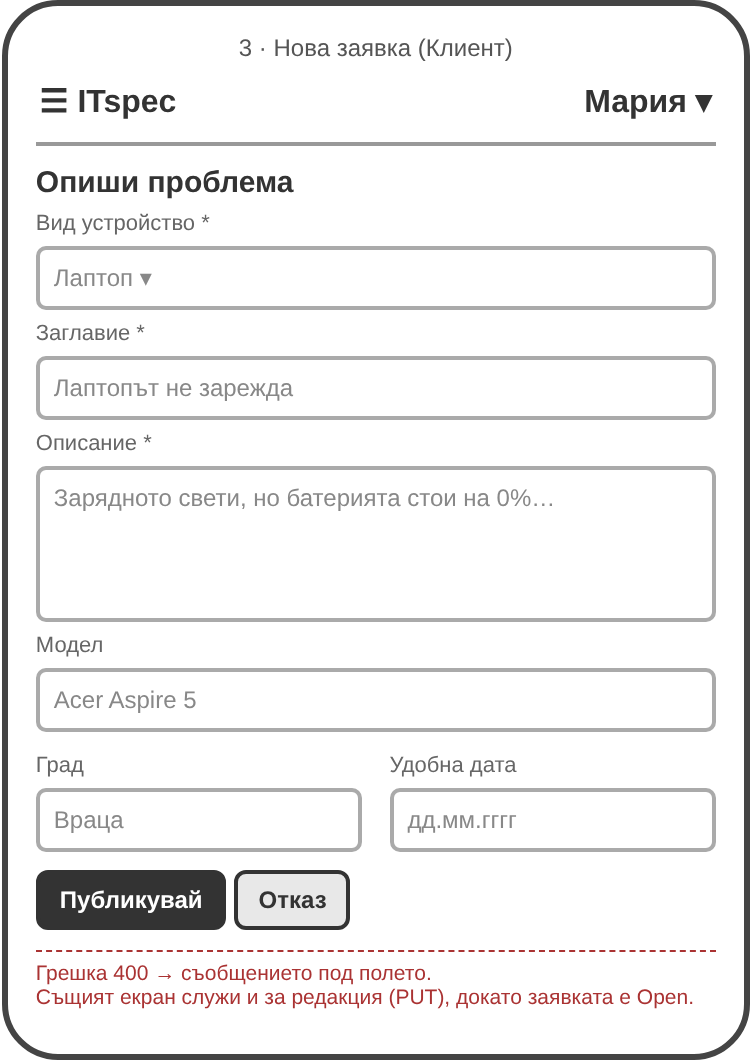 3 · Нова заявка (Клиент)
☰ ITspec
Мария ▾
Опиши проблема
Вид устройство *
Лаптоп ▾
Заглавие *
Лаптопът не зарежда
Описание *
Зарядното свети, но батерията стои на 0%…
Модел
Acer Aspire 5
Град
Удобна дата
Враца
дд.мм.гггг
Публикувай
Отказ
Грешка 400 → съобщението под полето.
Същият екран служи и за редакция (PUT), докато заявката е Open.